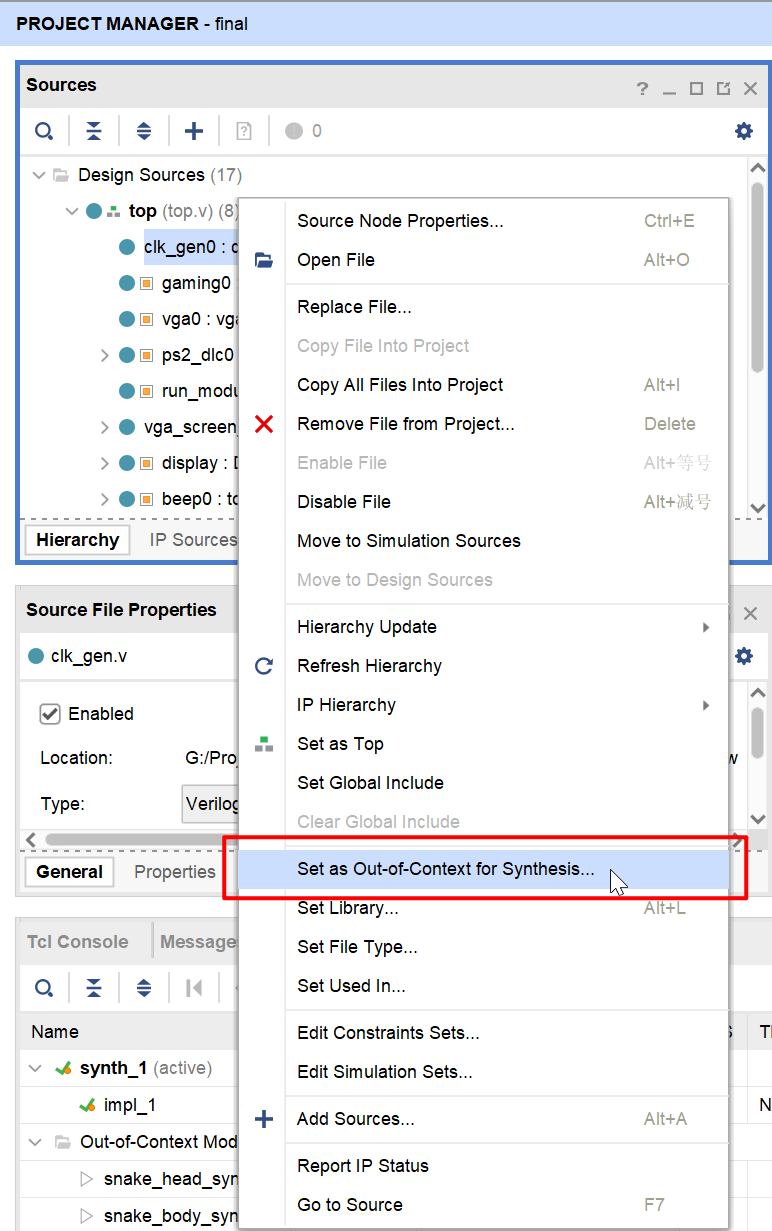 PROJECT MANAGER - final
Sources
?
0
Design Sources (17)
top (top.v) (8)
clk_gen0 : c
gaming0
vga0 : vga
ps2_dlc0
run_modu
vga_screen_
display : D
beep0 : to
Hierarchy IP Sources
Source Node Properties... Ctrl+E
Open File Alt+O
Replace File...
Copy File Into Project
Copy All Files Into Project Alt+I
Remove File from Project... Delete
Enable File Alt+等号
Disable File Alt+减号
Move to Simulation Sources
Move to Design Sources
Hierarchy Update
Refresh Hierarchy
IP Hierarchy
Set as Top
Set Global Include
Clear Global Include
Set as Out-of-Context for Synthesis...
Set Library... Alt+L
Set File Type...
Set Used In...
Edit Constraints Sets...
Edit Simulation Sets...
Add Sources... Alt+A
Report IP Status
Go to Source F7
Source File Properties
clk_gen.v
Enabled
Location: G:/Proj w
Type: Verilog
General Properties
Tcl Console Messages
Name
synth_1 (active)
impl_1 N
Out-of-Context Mod
snake_head_syn
snake_body_syn